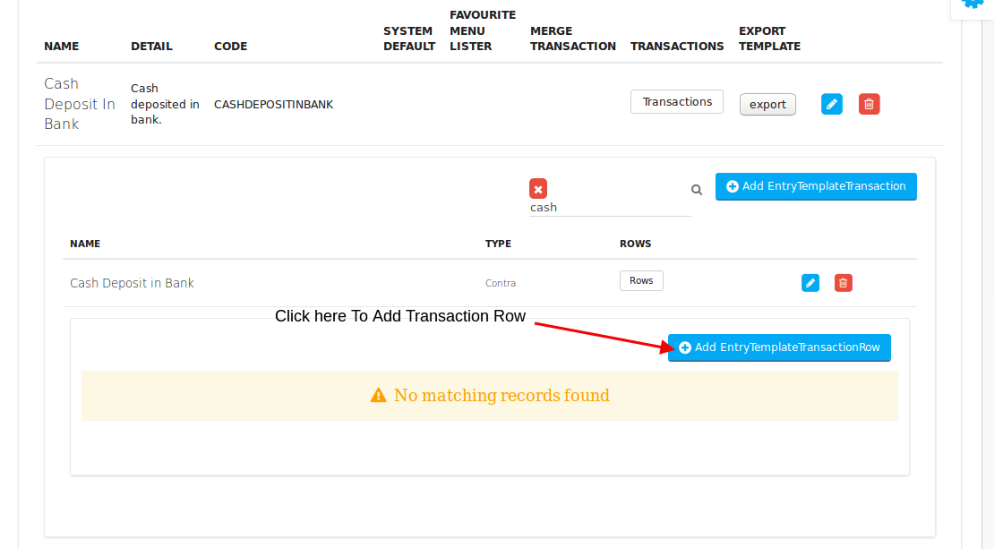 NAME DETAIL CODE SYSTEM DEFAULT FAVOURITE MENU LISTER MERGE TRANSACTION TRANSACTIONS EXPORT TEMPLATE
Cash Deposit In Bank Cash deposited in bank. CASHDEPOSITINBANK Transactions export
cash Add EntryTemplateTransaction
NAME TYPE ROWS
Cash Deposit in Bank Contra Rows
Click here To Add Transaction Row
Add EntryTemplateTransactionRow
No matching records found